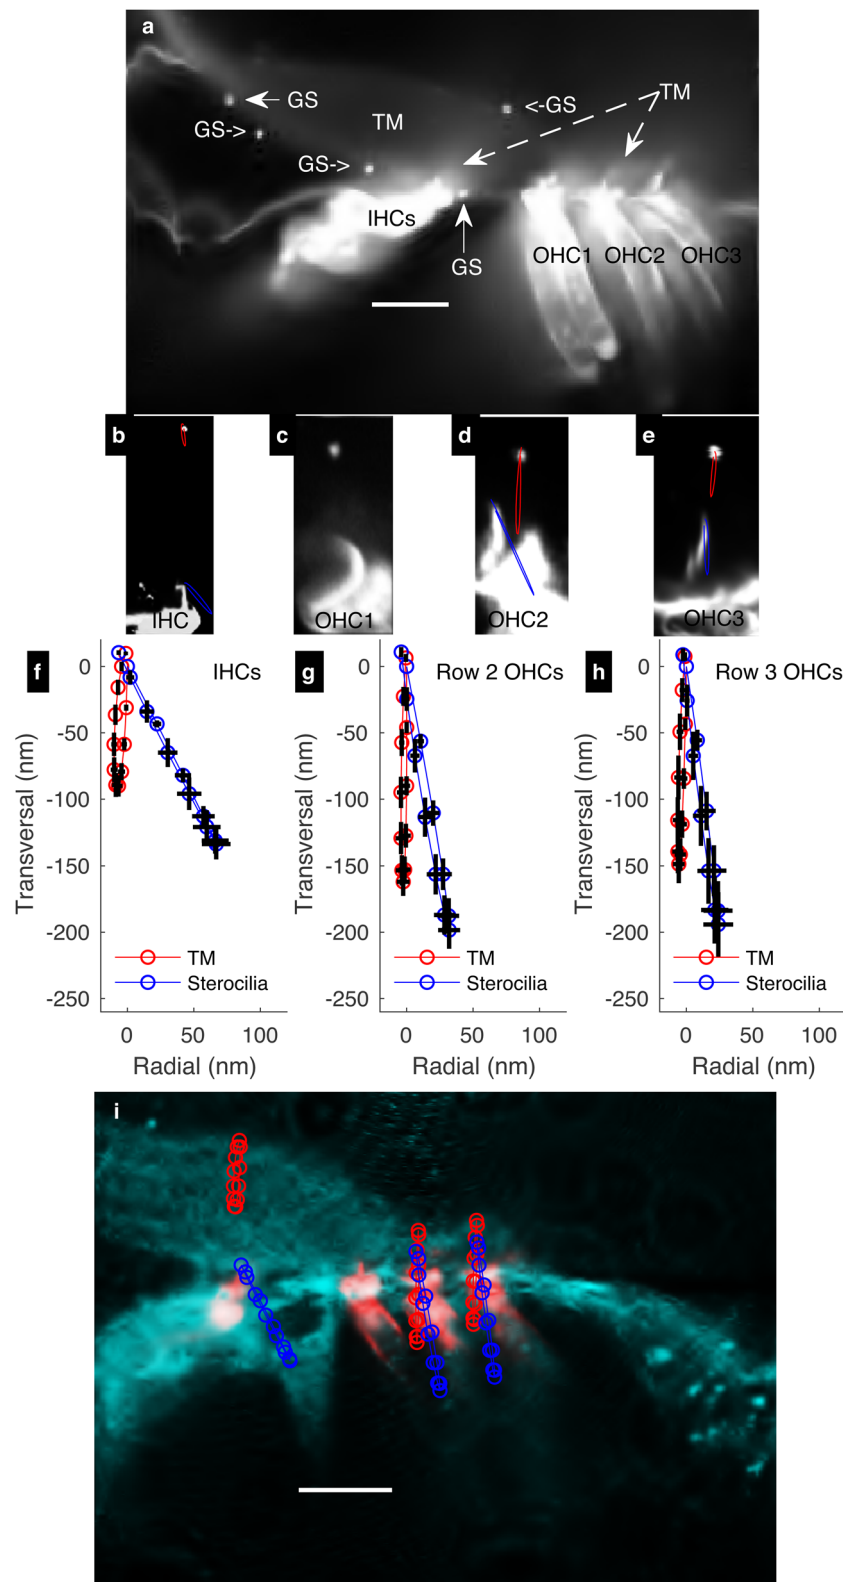 a
GS
TM
<-GS
TM
GS->
GS->
IHCs
GS
OHC1
OHC2
OHC3
b
c
d
e
IHC
OHC1
OHC2
OHC3
f
IHCs
g
Row 2 OHCs
h
Row 3 OHCs
0
-50
-100
-150
-200
-250
Transversal (nm)
TM
Sterocilia
0
50
100
Radial (nm)
0
-50
-100
-150
-200
-250
Transversal (nm)
TM
Sterocilia
0
50
100
Radial (nm)
0
-50
-100
-150
-200
-250
Transversal (nm)
TM
Sterocilia
0
50
100
Radial (nm)
i